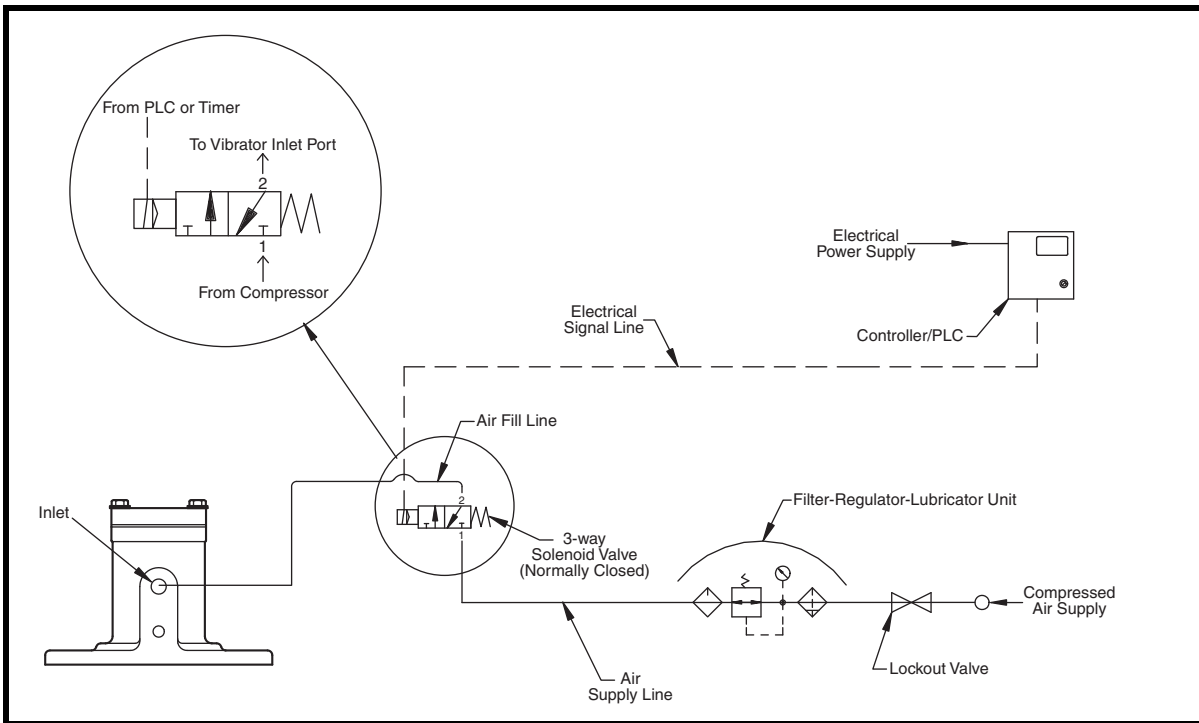 From PLC or Timer
To Vibrator Inlet Port
2
1
From Compressor
Electrical
Power Supply
Controller/PLC
Electrical
Signal Line
Air Fill Line
2
1
3-way
Solenoid Valve
(Normally Closed)
Inlet
Filter-Regulator-Lubricator Unit
Compressed
Air Supply
Lockout Valve
Air
Supply Line